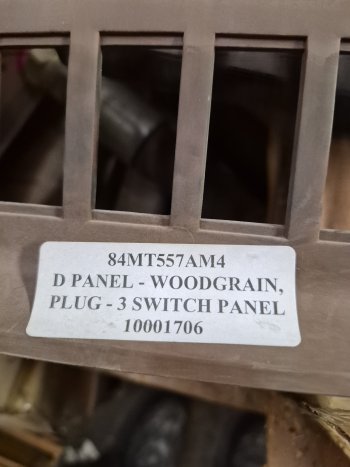 84MT557AM4
D PANEL - WOODGRAIN,
PLUG - 3 SWITCH PANEL
10001706